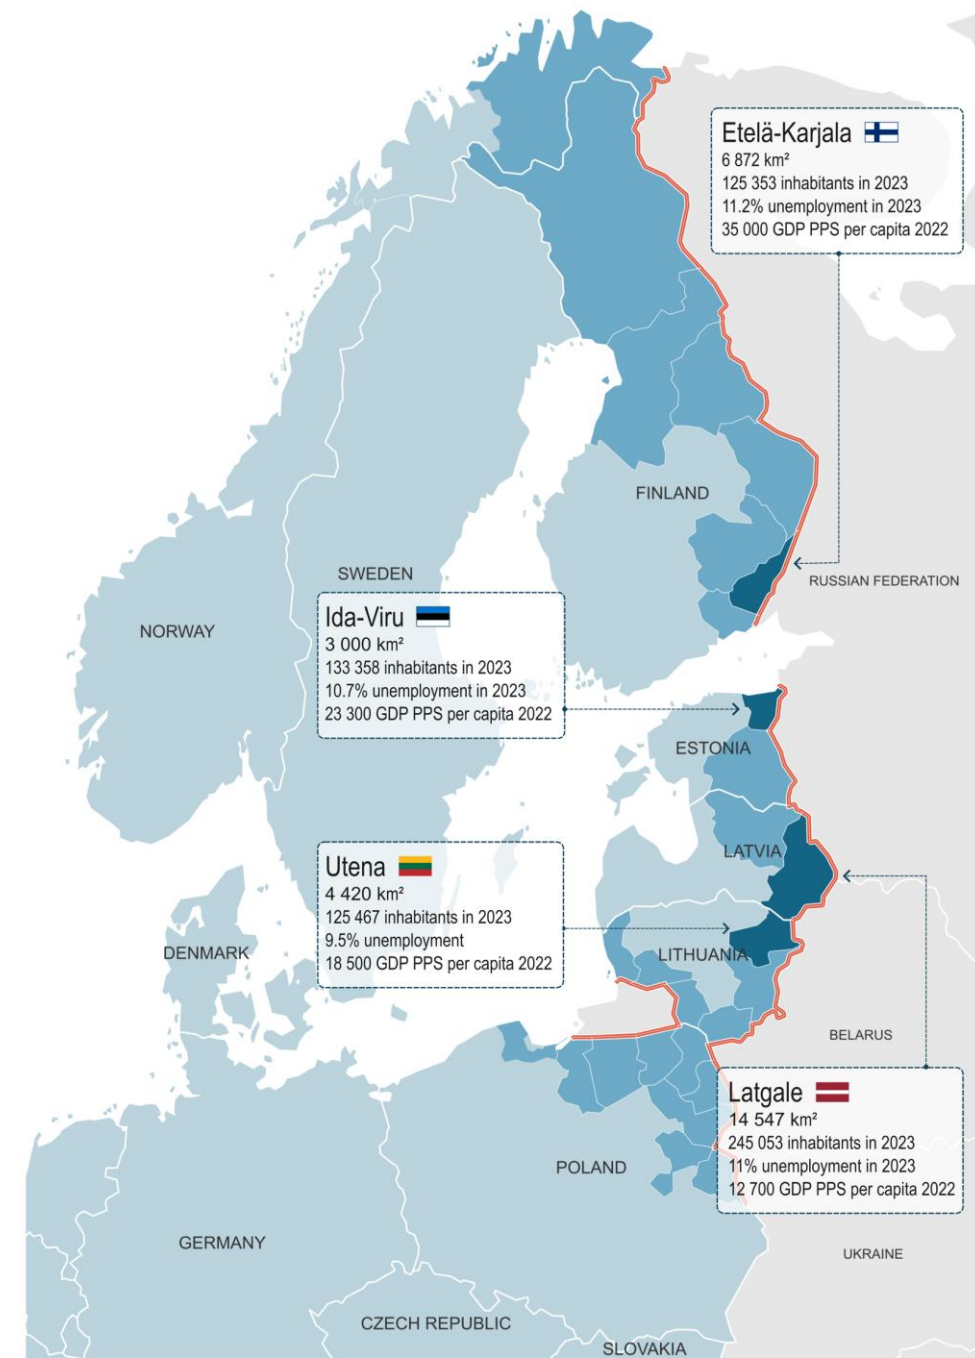 Etelä-Karjala
6 872 km²
125 353 inhabitants in 2023
11.2% unemployment in 2023
35 000 GDP PPS per capita 2022
FINLAND
RUSSIAN FEDERATION
SWEDEN
NORWAY
Ida-Viru
3 000 km²
133 358 inhabitants in 2023
10.7% unemployment in 2023
23 300 GDP PPS per capita 2022
ESTONIA
LATVIA
Utena
4 420 km²
125 467 inhabitants in 2023
9.5% unemployment
18 500 GDP PPS per capita 2022
DENMARK
LITHUANIA
BELARUS
Latgale
14 547 km²
245 053 inhabitants in 2023
11% unemployment in 2023
12 700 GDP PPS per capita 2022
POLAND
GERMANY
UKRAINE
CZECH REPUBLIC
SLOVAKIA